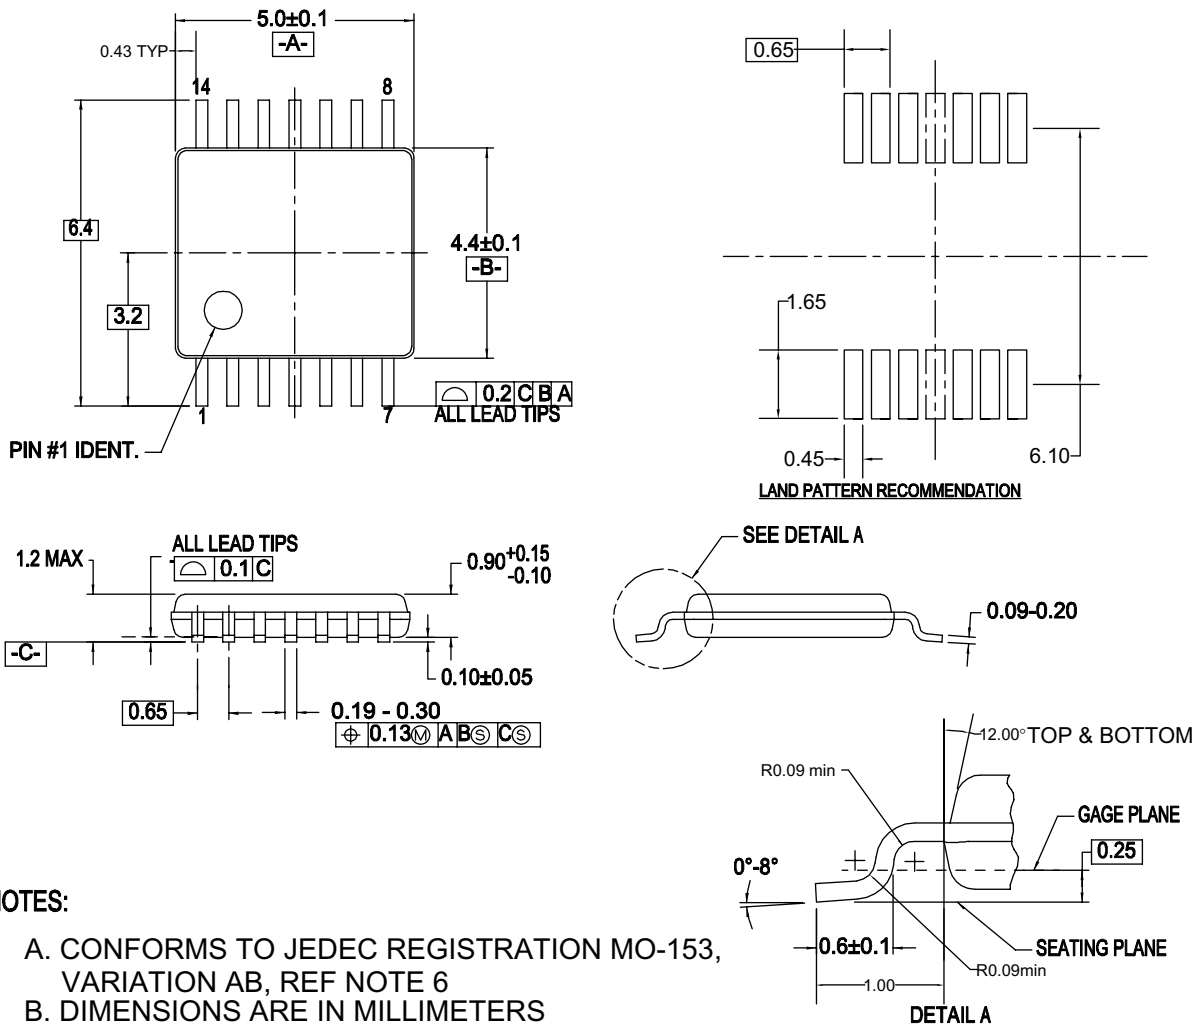 5.0±0.1
-A-
0.43 TYP
14
8
6.4
3.2
4.4±0.1
-B-
0.2 C B A
ALL LEAD TIPS
1
7
PIN #1 IDENT.
0.65
1.65
0.45
6.10
LAND PATTERN RECOMMENDATION
1.2 MAX
ALL LEAD TIPS
0.1 C
0.90+0.15
-0.10
-C-
0.10±0.05
0.65
0.19 - 0.30
⌖ 0.13Ⓜ A BⓈ CⓈ
SEE DETAIL A
0.09-0.20
12.00° TOP & BOTTOM
R0.09 min
GAGE PLANE
0.25
0°-8°
0.6±0.1
SEATING PLANE
R0.09min
1.00
DETAIL A
NOTES:
A. CONFORMS TO JEDEC REGISTRATION MO-153,
VARIATION AB, REF NOTE 6
B. DIMENSIONS ARE IN MILLIMETERS